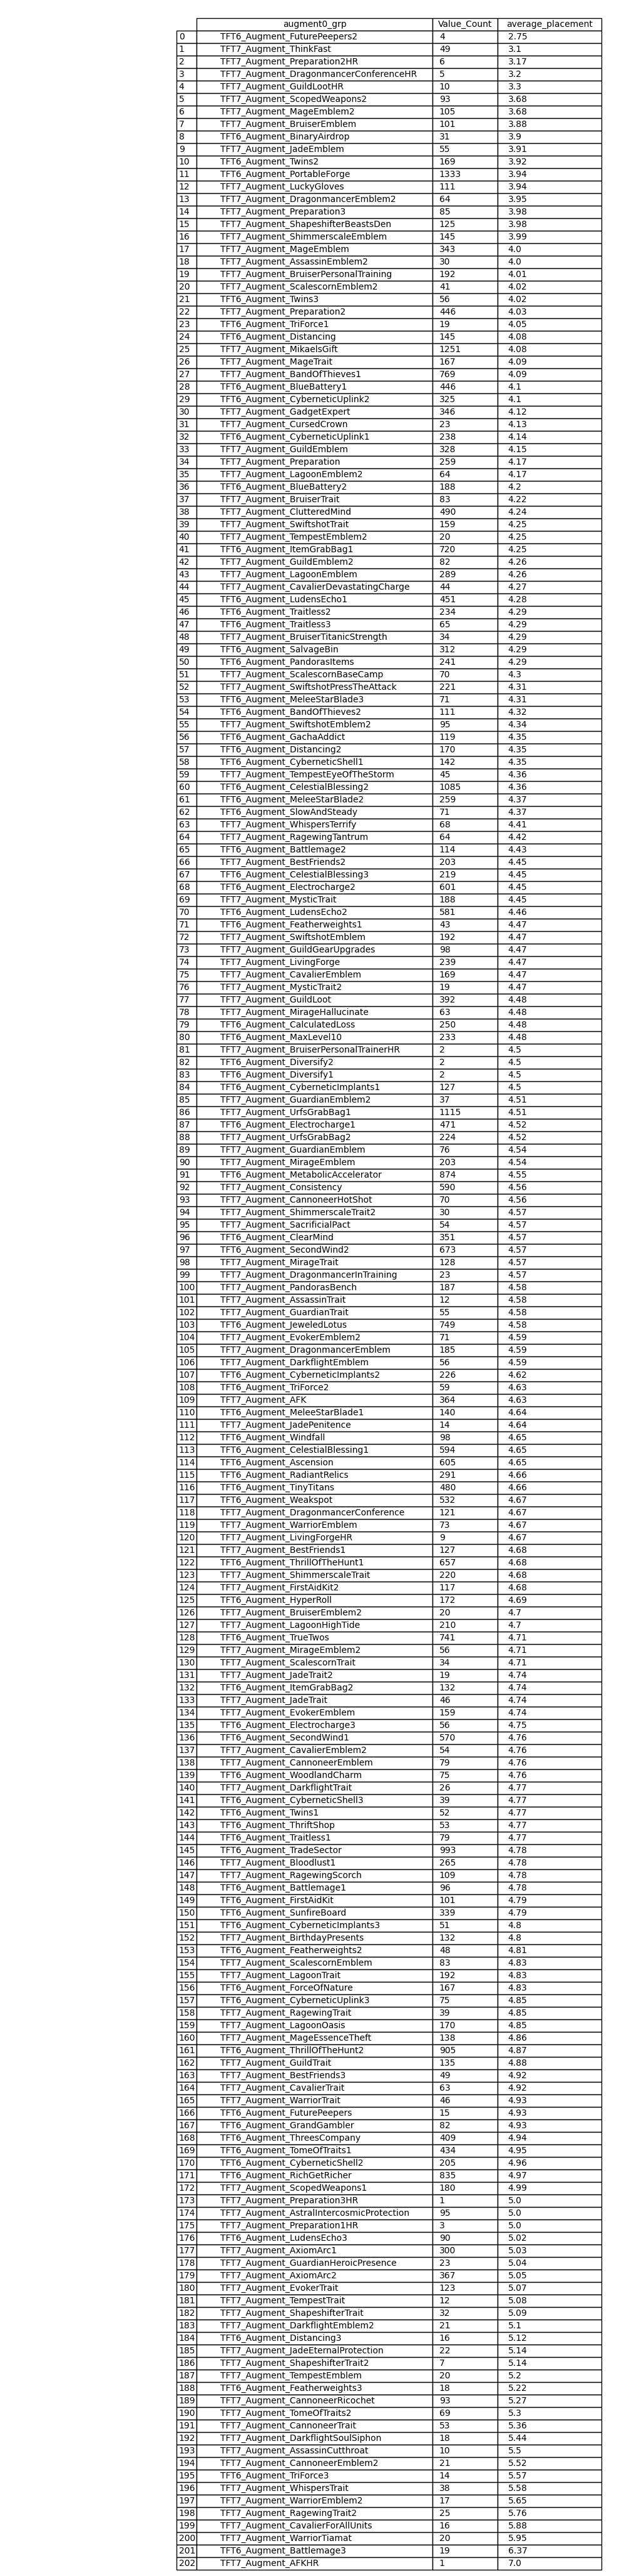 augment0_grp Value_Count average_placement
0 TFT6_Augment_FuturePeepers2 4 2.75
1 TFT7_Augment_ThinkFast 49 3.1
2 TFT7_Augment_Preparation2HR 6 3.17
3 TFT7_Augment_DragonmancerConferenceHR 5 3.2
4 TFT7_Augment_GuildLootHR 10 3.3
5 TFT6_Augment_ScopedWeapons2 93 3.68
6 TFT7_Augment_MageEmblem2 105 3.68
7 TFT7_Augment_BruiserEmblem 101 3.88
8 TFT6_Augment_BinaryAirdrop 31 3.9
9 TFT7_Augment_JadeEmblem 55 3.91
10 TFT6_Augment_Twins2 169 3.92
11 TFT6_Augment_PortableForge 1333 3.94
12 TFT7_Augment_LuckyGloves 111 3.94
13 TFT7_Augment_DragonmancerEmblem2 64 3.95
14 TFT7_Augment_Preparation3 85 3.98
15 TFT7_Augment_ShapeshifterBeastsDen 125 3.98
16 TFT7_Augment_ShimmerscaleEmblem 145 3.99
17 TFT7_Augment_MageEmblem 343 4.0
18 TFT7_Augment_AssassinEmblem2 30 4.0
19 TFT7_Augment_BruiserPersonalTraining 192 4.01
20 TFT7_Augment_ScalescornEmblem2 41 4.02
21 TFT6_Augment_Twins3 56 4.02
22 TFT7_Augment_Preparation2 446 4.03
23 TFT6_Augment_TriForce1 19 4.05
24 TFT6_Augment_Distancing 145 4.08
25 TFT7_Augment_MikaelsGift 1251 4.08
26 TFT7_Augment_MageTrait 167 4.09
27 TFT7_Augment_BandOfThieves1 769 4.09
28 TFT6_Augment_BlueBattery1 446 4.1
29 TFT6_Augment_CyberneticUplink2 325 4.1
30 TFT7_Augment_GadgetExpert 346 4.12
31 TFT7_Augment_CursedCrown 23 4.13
32 TFT6_Augment_CyberneticUplink1 238 4.14
33 TFT7_Augment_GuildEmblem 328 4.15
34 TFT7_Augment_Preparation 259 4.17
35 TFT7_Augment_LagoonEmblem2 64 4.17
36 TFT6_Augment_BlueBattery2 188 4.2
37 TFT7_Augment_BruiserTrait 83 4.22
38 TFT7_Augment_ClutteredMind 490 4.24
39 TFT7_Augment_SwiftshotTrait 159 4.25
40 TFT7_Augment_TempestEmblem2 20 4.25
41 TFT6_Augment_ItemGrabBag1 720 4.25
42 TFT7_Augment_GuildEmblem2 82 4.26
43 TFT7_Augment_LagoonEmblem 289 4.26
44 TFT7_Augment_CavalierDevastatingCharge 44 4.27
45 TFT6_Augment_LudensEcho1 451 4.28
46 TFT6_Augment_Traitless2 234 4.29
47 TFT6_Augment_Traitless3 65 4.29
48 TFT7_Augment_BruiserTitanicStrength 34 4.29
49 TFT6_Augment_SalvageBin 312 4.29
50 TFT6_Augment_PandorasItems 241 4.29
51 TFT7_Augment_ScalescornBaseCamp 70 4.3
52 TFT7_Augment_SwiftshotPressTheAttack 221 4.31
53 TFT6_Augment_MeleeStarBlade3 71 4.31
54 TFT6_Augment_BandOfThieves2 111 4.32
55 TFT7_Augment_SwiftshotEmblem2 95 4.34
56 TFT7_Augment_GachaAddict 119 4.35
57 TFT6_Augment_Distancing2 170 4.35
58 TFT6_Augment_CyberneticShell1 142 4.35
59 TFT7_Augment_TempestEyeOfTheStorm 45 4.36
60 TFT6_Augment_CelestialBlessing2 1085 4.36
61 TFT6_Augment_MeleeStarBlade2 259 4.37
62 TFT6_Augment_SlowAndSteady 71 4.37
63 TFT7_Augment_WhispersTerrify 68 4.41
64 TFT7_Augment_RagewingTantrum 64 4.42
65 TFT6_Augment_Battlemage2 114 4.43
66 TFT7_Augment_BestFriends2 203 4.45
67 TFT6_Augment_CelestialBlessing3 219 4.45
68 TFT6_Augment_Electrocharge2 601 4.45
69 TFT7_Augment_MysticTrait 188 4.45
70 TFT6_Augment_LudensEcho2 581 4.46
71 TFT6_Augment_Featherweights1 43 4.47
72 TFT7_Augment_SwiftshotEmblem 192 4.47
73 TFT7_Augment_GuildGearUpgrades 98 4.47
74 TFT7_Augment_LivingForge 239 4.47
75 TFT7_Augment_CavalierEmblem 169 4.47
76 TFT7_Augment_MysticTrait2 19 4.47
77 TFT7_Augment_GuildLoot 392 4.48
78 TFT7_Augment_MirageHallucinate 63 4.48
79 TFT6_Augment_CalculatedLoss 250 4.48
80 TFT7_Augment_MaxLevel10 233 4.48
81 TFT7_Augment_BruiserPersonalTrainerHR 2 4.5
82 TFT6_Augment_Diversify2 2 4.5
83 TFT6_Augment_Diversify1 2 4.5
84 TFT6_Augment_CyberneticImplants1 127 4.5
85 TFT7_Augment_GuardianEmblem2 37 4.51
86 TFT7_Augment_UrfsGrabBag1 1115 4.51
87 TFT6_Augment_Electrocharge1 471 4.52
88 TFT7_Augment_UrfsGrabBag2 224 4.52
89 TFT7_Augment_GuardianEmblem 76 4.54
90 TFT7_Augment_MirageEmblem 203 4.54
91 TFT6_Augment_MetabolicAccelerator 874 4.55
92 TFT7_Augment_Consistency 590 4.56
93 TFT7_Augment_CannoneerHotShot 70 4.56
94 TFT7_Augment_ShimmerscaleTrait2 30 4.57
95 TFT7_Augment_SacrificialPact 54 4.57
96 TFT6_Augment_ClearMind 351 4.57
97 TFT6_Augment_SecondWind2 673 4.57
98 TFT7_Augment_MirageTrait 128 4.57
99 TFT7_Augment_DragonmancerInTraining 23 4.57
100 TFT7_Augment_PandorasBench 187 4.58
101 TFT7_Augment_AssassinTrait 12 4.58
102 TFT7_Augment_GuardianTrait 55 4.58
103 TFT6_Augment_JeweledLotus 749 4.58
104 TFT7_Augment_EvokerEmblem2 71 4.59
105 TFT7_Augment_DragonmancerEmblem 185 4.59
106 TFT7_Augment_DarkflightEmblem 56 4.59
107 TFT6_Augment_CyberneticImplants2 226 4.62
108 TFT6_Augment_TriForce2 59 4.63
109 TFT7_Augment_AFK 364 4.63
110 TFT6_Augment_MeleeStarBlade1 140 4.64
111 TFT7_Augment_JadePenitence 14 4.64
112 TFT6_Augment_Windfall 98 4.65
113 TFT6_Augment_CelestialBlessing1 594 4.65
114 TFT6_Augment_Ascension 605 4.65
115 TFT6_Augment_RadiantRelics 291 4.66
116 TFT6_Augment_TinyTitans 480 4.66
117 TFT6_Augment_Weakspot 532 4.67
118 TFT7_Augment_DragonmancerConference 121 4.67
119 TFT7_Augment_WarriorEmblem 73 4.67
120 TFT7_Augment_LivingForgeHR 9 4.67
121 TFT7_Augment_BestFriends1 127 4.68
122 TFT6_Augment_ThrillOfTheHunt1 657 4.68
123 TFT7_Augment_ShimmerscaleTrait 220 4.68
124 TFT7_Augment_FirstAidKit2 117 4.68
125 TFT6_Augment_HyperRoll 172 4.69
126 TFT7_Augment_BruiserEmblem2 20 4.7
127 TFT7_Augment_LagoonHighTide 210 4.7
128 TFT6_Augment_TrueTwos 741 4.71
129 TFT7_Augment_MirageEmblem2 56 4.71
130 TFT7_Augment_ScalescornTrait 34 4.71
131 TFT7_Augment_JadeTrait2 19 4.74
132 TFT6_Augment_ItemGrabBag2 132 4.74
133 TFT7_Augment_JadeTrait 46 4.74
134 TFT7_Augment_EvokerEmblem 159 4.74
135 TFT6_Augment_Electrocharge3 56 4.75
136 TFT6_Augment_SecondWind1 570 4.76
137 TFT7_Augment_CavalierEmblem2 54 4.76
138 TFT7_Augment_CannoneerEmblem 79 4.76
139 TFT6_Augment_WoodlandCharm 75 4.76
140 TFT7_Augment_DarkflightTrait 26 4.77
141 TFT6_Augment_CyberneticShell3 39 4.77
142 TFT6_Augment_Twins1 52 4.77
143 TFT6_Augment_ThriftShop 53 4.77
144 TFT6_Augment_Traitless1 79 4.77
145 TFT6_Augment_TradeSector 993 4.78
146 TFT7_Augment_Bloodlust1 265 4.78
147 TFT7_Augment_RagewingScorch 109 4.78
148 TFT6_Augment_Battlemage1 96 4.78
149 TFT6_Augment_FirstAidKit 101 4.79
150 TFT6_Augment_SunfireBoard 339 4.79
151 TFT6_Augment_CyberneticImplants3 51 4.8
152 TFT7_Augment_BirthdayPresents 132 4.8
153 TFT6_Augment_Featherweights2 48 4.81
154 TFT7_Augment_ScalescornEmblem 83 4.83
155 TFT7_Augment_LagoonTrait 192 4.83
156 TFT6_Augment_ForceOfNature 167 4.83
157 TFT6_Augment_CyberneticUplink3 75 4.85
158 TFT7_Augment_RagewingTrait 39 4.85
159 TFT7_Augment_LagoonOasis 170 4.85
160 TFT7_Augment_MageEssenceTheft 138 4.86
161 TFT6_Augment_ThrillOfTheHunt2 905 4.87
162 TFT7_Augment_GuildTrait 135 4.88
163 TFT7_Augment_BestFriends3 49 4.92
164 TFT7_Augment_CavalierTrait 63 4.92
165 TFT7_Augment_WarriorTrait 46 4.93
166 TFT6_Augment_FuturePeepers 15 4.93
167 TFT6_Augment_GrandGambler 82 4.93
168 TFT6_Augment_ThreesCompany 409 4.94
169 TFT6_Augment_TomeOfTraits1 434 4.95
170 TFT6_Augment_CyberneticShell2 205 4.96
171 TFT6_Augment_RichGetRicher 835 4.97
172 TFT6_Augment_ScopedWeapons1 180 4.99
173 TFT7_Augment_Preparation3HR 1 5.0
174 TFT7_Augment_AstralIntercosmicProtection 95 5.0
175 TFT7_Augment_Preparation1HR 3 5.0
176 TFT6_Augment_LudensEcho3 90 5.02
177 TFT7_Augment_AxiomArc1 300 5.03
178 TFT7_Augment_GuardianHeroicPresence 23 5.04
179 TFT7_Augment_AxiomArc2 367 5.05
180 TFT7_Augment_EvokerTrait 123 5.07
181 TFT7_Augment_TempestTrait 12 5.08
182 TFT7_Augment_ShapeshifterTrait 32 5.09
183 TFT7_Augment_DarkflightEmblem2 21 5.1
184 TFT6_Augment_Distancing3 16 5.12
185 TFT7_Augment_JadeEternalProtection 22 5.14
186 TFT7_Augment_ShapeshifterTrait2 7 5.14
187 TFT7_Augment_TempestEmblem 20 5.2
188 TFT6_Augment_Featherweights3 18 5.22
189 TFT7_Augment_CannoneerRicochet 93 5.27
190 TFT7_Augment_TomeOfTraits2 69 5.3
191 TFT7_Augment_CannoneerTrait 53 5.36
192 TFT7_Augment_DarkflightSoulSiphon 18 5.44
193 TFT7_Augment_AssassinCutthroat 10 5.5
194 TFT7_Augment_CannoneerEmblem2 21 5.52
195 TFT6_Augment_TriForce3 14 5.57
196 TFT7_Augment_WhispersTrait 38 5.58
197 TFT7_Augment_WarriorEmblem2 17 5.65
198 TFT7_Augment_RagewingTrait2 25 5.76
199 TFT7_Augment_CavalierForAllUnits 16 5.88
200 TFT7_Augment_WarriorTiamat 20 5.95
201 TFT6_Augment_Battlemage3 19 6.37
202 TFT7_Augment_AFKHR 1 7.0